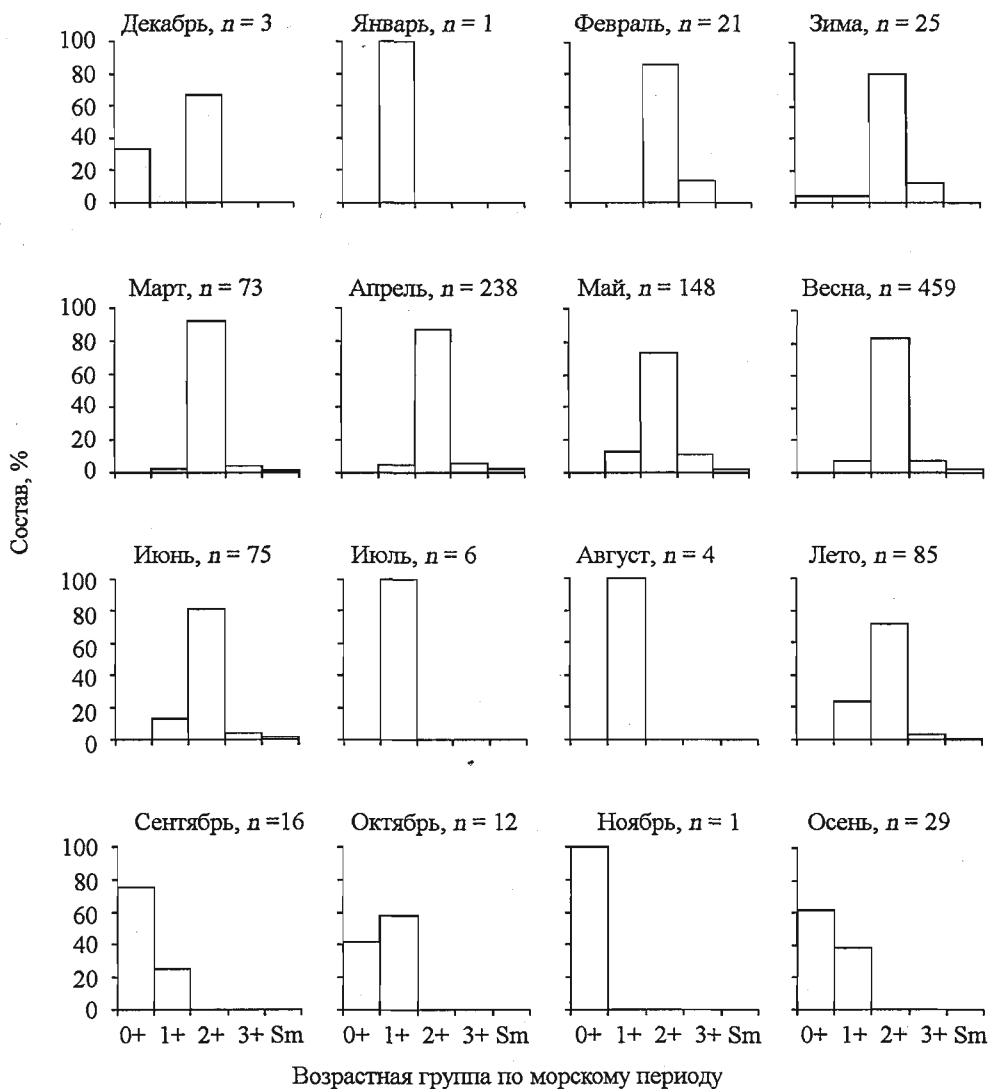 Декабрь, n = 3
Январь, n = 1
Февраль, n = 21
Зима, n = 25
100
80
60
40
20
0
Март, n = 73
Апрель, n = 238
Май, n = 148
Весна, n = 459
100
80
60
40
20
0
Состав, %
Июнь, n = 75
Июль, n = 6
Август, n = 4
Лето, n = 85
100
80
60
40
20
0
Сентябрь, n =16
Октябрь, n = 12
Ноябрь, n = 1
Осень, n = 29
100
80
60
40
20
0
0+ 1+ 2+ 3+ Sm
0+ 1+ 2+ 3+ Sm
0+ 1+ 2+ 3+ Sm
0+ 1+ 2+ 3+ Sm
Возрастная группа по морскому периоду